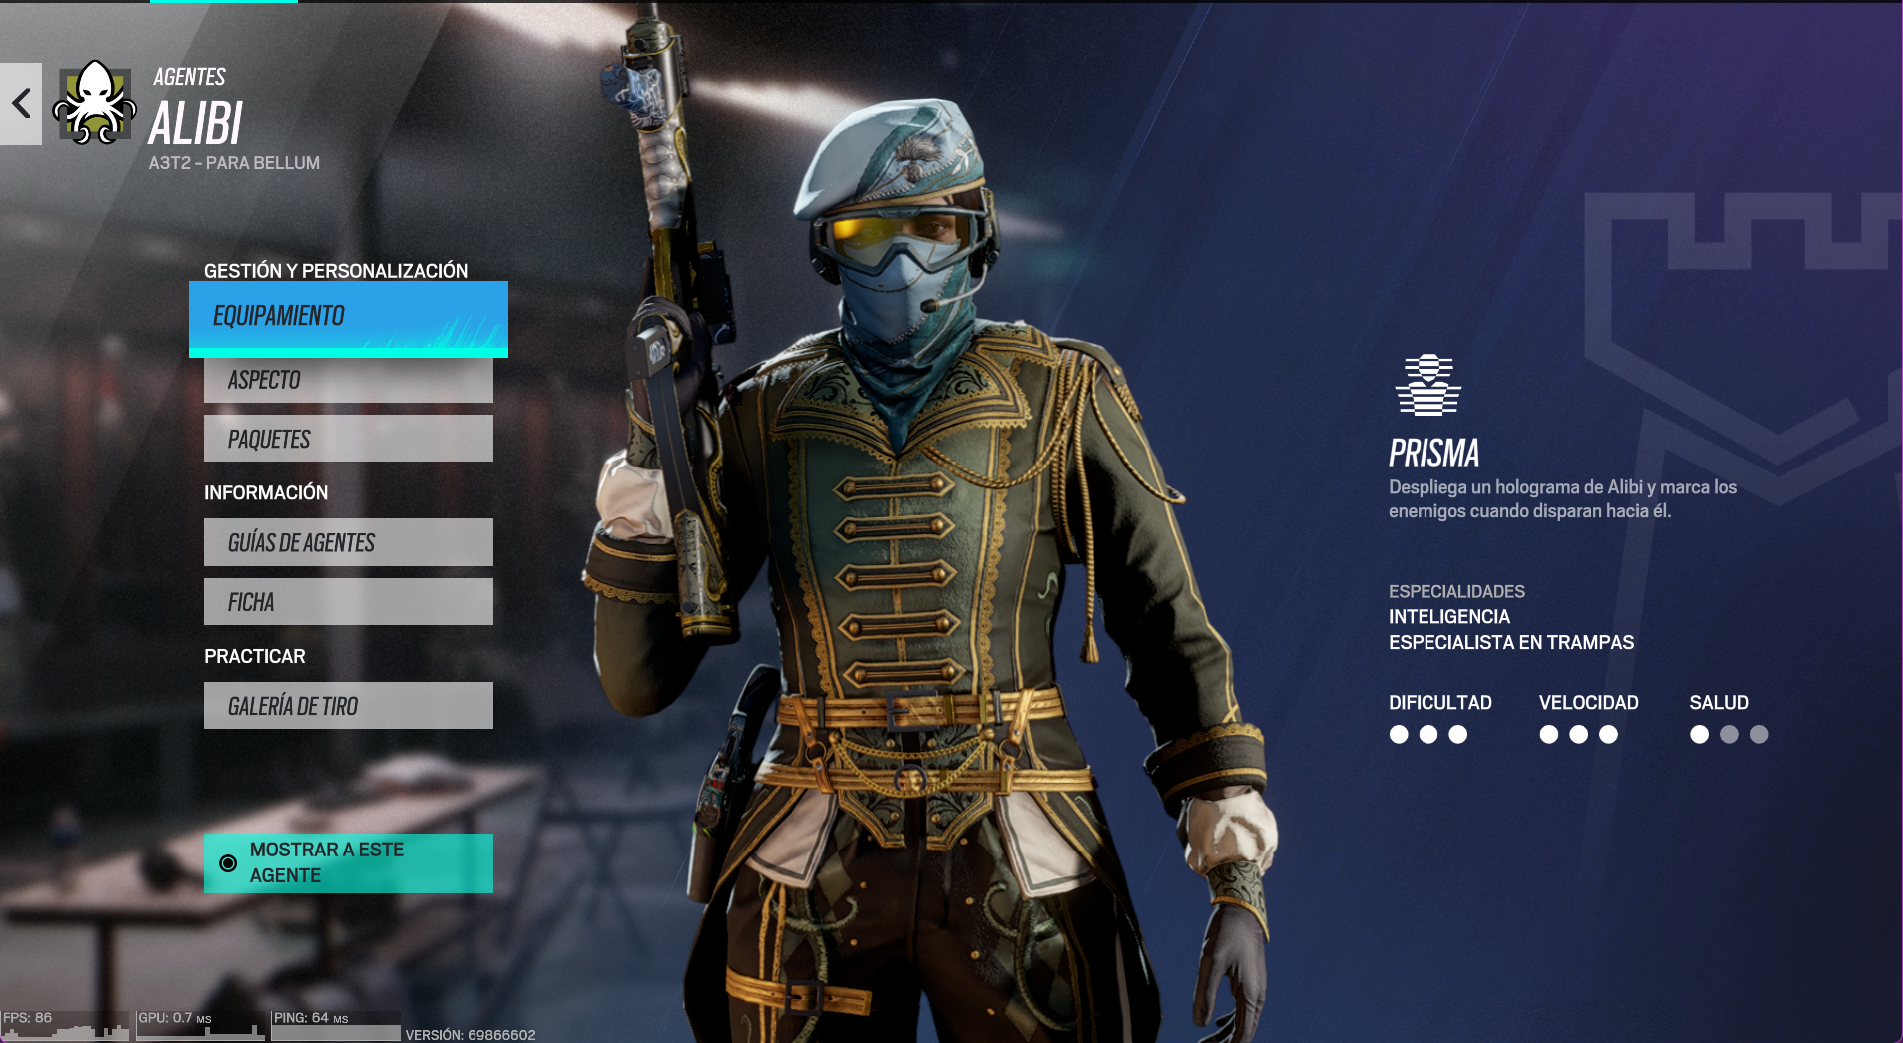 AGENTES
ALIBI
A3T2 - PARA BELLUM
GESTIÓN Y PERSONALIZACIÓN
EQUIPAMIENTO
ASPECTO
PAQUETES
INFORMACIÓN
GUÍAS DE AGENTES
FICHA
PRACTICAR
GALERÍA DE TIRO
MOSTRAR A ESTE
AGENTE
PRISMA
Despliega un holograma de Alibi y marca los
enemigos cuando disparan hacia él.
ESPECIALIDADES
INTELIGENCIA
ESPECIALISTA EN TRAMPAS
DIFICULTAD VELOCIDAD SALUD
FPS: 86 GPU: 0.7 MS PING: 64 MS VERSIÓN: 69866602